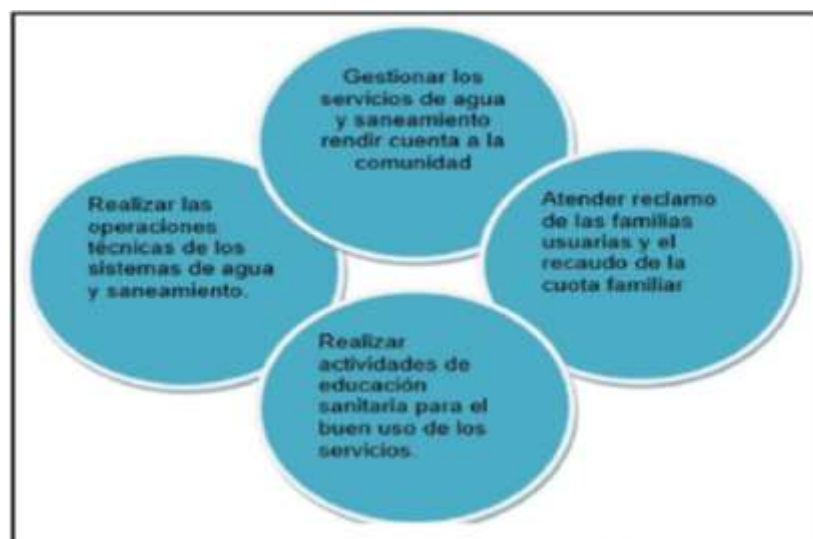 Gestionar los
servicios de agua
y saneamiento
rendir cuenta a la
comunidad
Realizar las
operaciones
técnicas de los
sistemas de agua
y saneamiento.
Atender reclamo
de las familias
usuarias y el
recaudo de la
cuota familiar
Realizar
actividades de
educación
sanitaria para el
buen uso de los
servicios.